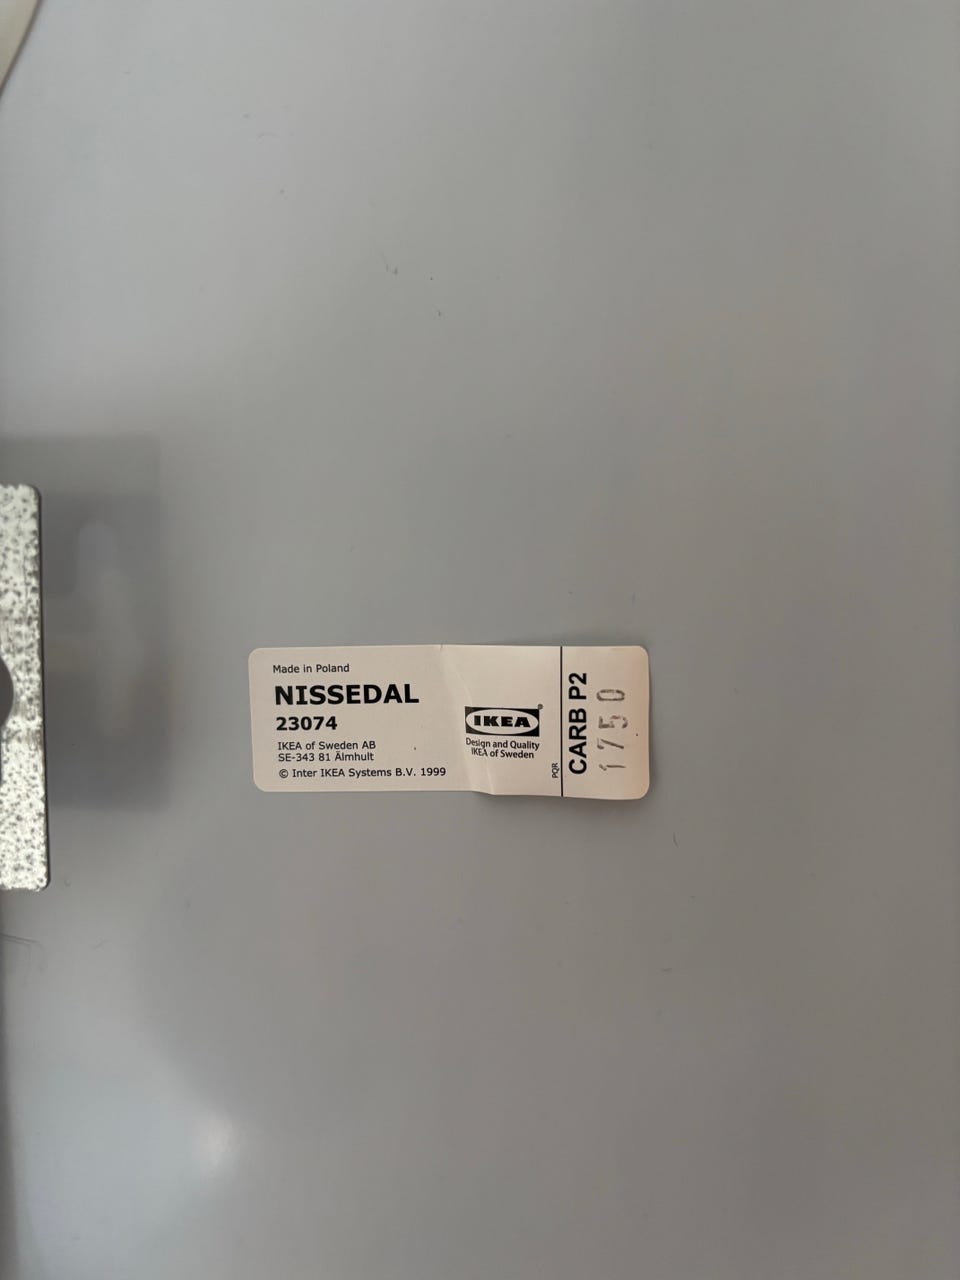 Made in Poland
NISSEDAL
23074
IKEA of Sweden AB
SE-343 81 Älmhult
© Inter IKEA Systems B.V. 1999
IKEA®
Design and Quality
IKEA of Sweden
PQR
CARB P2
1750